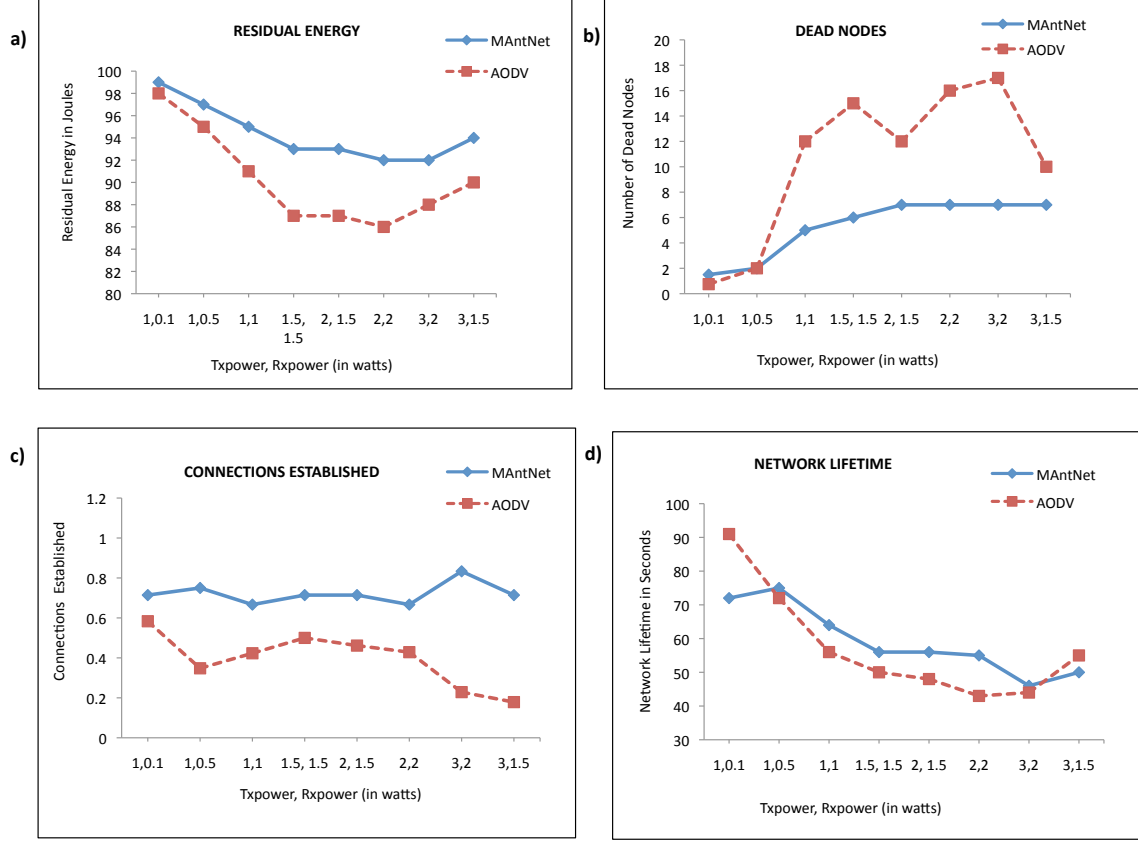 a)
RESIDUAL ENERGY
MAntNet
AODV
Residual Energy in Joules
100
98
96
94
92
90
88
86
84
82
80
1,0.1 1,0.5 1,1 1.5, 1.5 2, 1.5 2,2 3,2 3,1.5
Txpower, Rxpower (in watts)
b)
DEAD NODES
MAntNet
AODV
Number of Dead Nodes
20
18
16
14
12
10
8
6
4
2
0
1,0.1 1,0.5 1,1 1.5, 1.5 2, 1.5 2,2 3,2 3,1.5
Txpower, Rxpower (in watts)
c)
CONNECTIONS ESTABLISHED
MAntNet
AODV
Connections Established
1.2
1
0.8
0.6
0.4
0.2
0
1,0.1 1,0.5 1,1 1.5, 1.5 2, 1.5 2,2 3,2 3,1.5
Txpower, Rxpower (in watts)
d)
NETWORK LIFETIME
MAntNet
AODV
Network Lifetime in Seconds
100
90
80
70
60
50
40
30
1,0.1 1,0.5 1,1 1.5, 1.5 2, 1.5 2,2 3,2 3,1.5
Txpower, Rxpower (in watts)